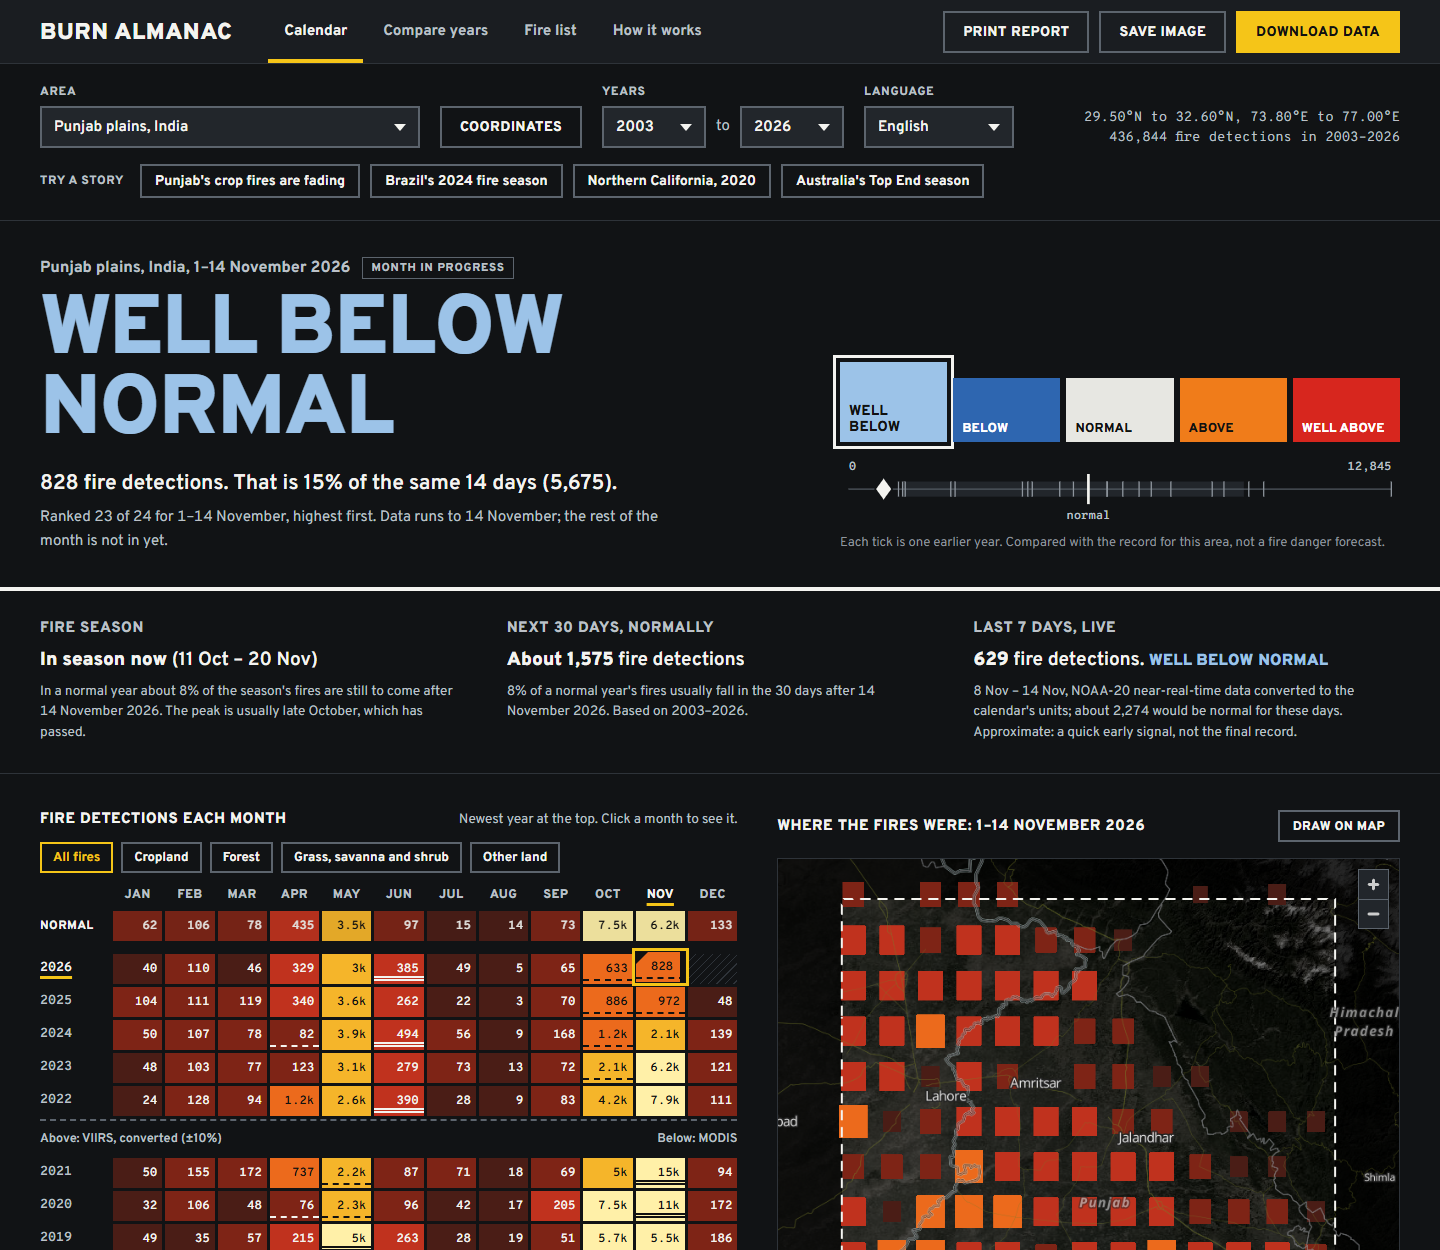 BURN ALMANAC
Calendar
Compare years
Fire list
How it works
PRINT REPORT
SAVE IMAGE
DOWNLOAD DATA
AREA
YEARS
LANGUAGE
Punjab plains, India
COORDINATES
2003 to 2026
English
29.50°N to 32.60°N, 73.80°E to 77.00°E
436,844 fire detections in 2003–2026
TRY A STORY
Punjab's crop fires are fading
Brazil's 2024 fire season
Northern California, 2020
Australia's Top End season
Punjab plains, India, 1–14 November 2026
MONTH IN PROGRESS
WELL BELOW
NORMAL
828 fire detections. That is 15% of the same 14 days (5,675).
Ranked 23 of 24 for 1–14 November, highest first. Data runs to 14 November; the rest of the
month is not in yet.
WELL
BELOW
BELOW
NORMAL
ABOVE
WELL ABOVE
0
12,845
normal
Each tick is one earlier year. Compared with the record for this area, not a fire danger forecast.
FIRE SEASON
In season now (11 Oct – 20 Nov)
In a normal year about 8% of the season's fires are still to come after
14 November 2026. The peak is usually late October, which has
passed.
NEXT 30 DAYS, NORMALLY
About 1,575 fire detections
8% of a normal year's fires usually fall in the 30 days after 14
November 2026. Based on 2003–2026.
LAST 7 DAYS, LIVE
629 fire detections. WELL BELOW NORMAL
8 Nov – 14 Nov, NOAA-20 near-real-time data converted to the
calendar's units; about 2,274 would be normal for these days.
Approximate: a quick early signal, not the final record.
FIRE DETECTIONS EACH MONTH
Newest year at the top. Click a month to see it.
All fires
Cropland
Forest
Grass, savanna and shrub
Other land
JAN FEB MAR APR MAY JUN JUL AUG SEP OCT NOV DEC
NORMAL 62 106 78 435 3.5k 97 15 14 73 7.5k 6.2k 133
2026 40 110 46 329 3k 385 49 5 65 633 828
2025 104 111 119 340 3.6k 262 22 3 70 886 972 48
2024 50 107 78 82 3.9k 494 56 9 168 1.2k 2.1k 139
2023 48 103 77 123 3.1k 279 73 13 72 2.1k 6.2k 121
2022 24 128 94 1.2k 2.6k 390 28 9 83 4.2k 7.9k 111
Above: VIIRS, converted (±10%)
Below: MODIS
2021 50 155 172 737 2.2k 87 71 18 69 5k 15k 94
2020 32 106 48 76 2.3k 96 42 17 205 7.5k 11k 172
2019 49 35 57 215 5k 263 28 19 51 5.7k 5.5k 186
WHERE THE FIRES WERE: 1–14 NOVEMBER 2026
DRAW ON MAP
+
−
Himachal
Pradesh
Amritsar
Lahore
bad
Jalandhar
Shimla
Punjab